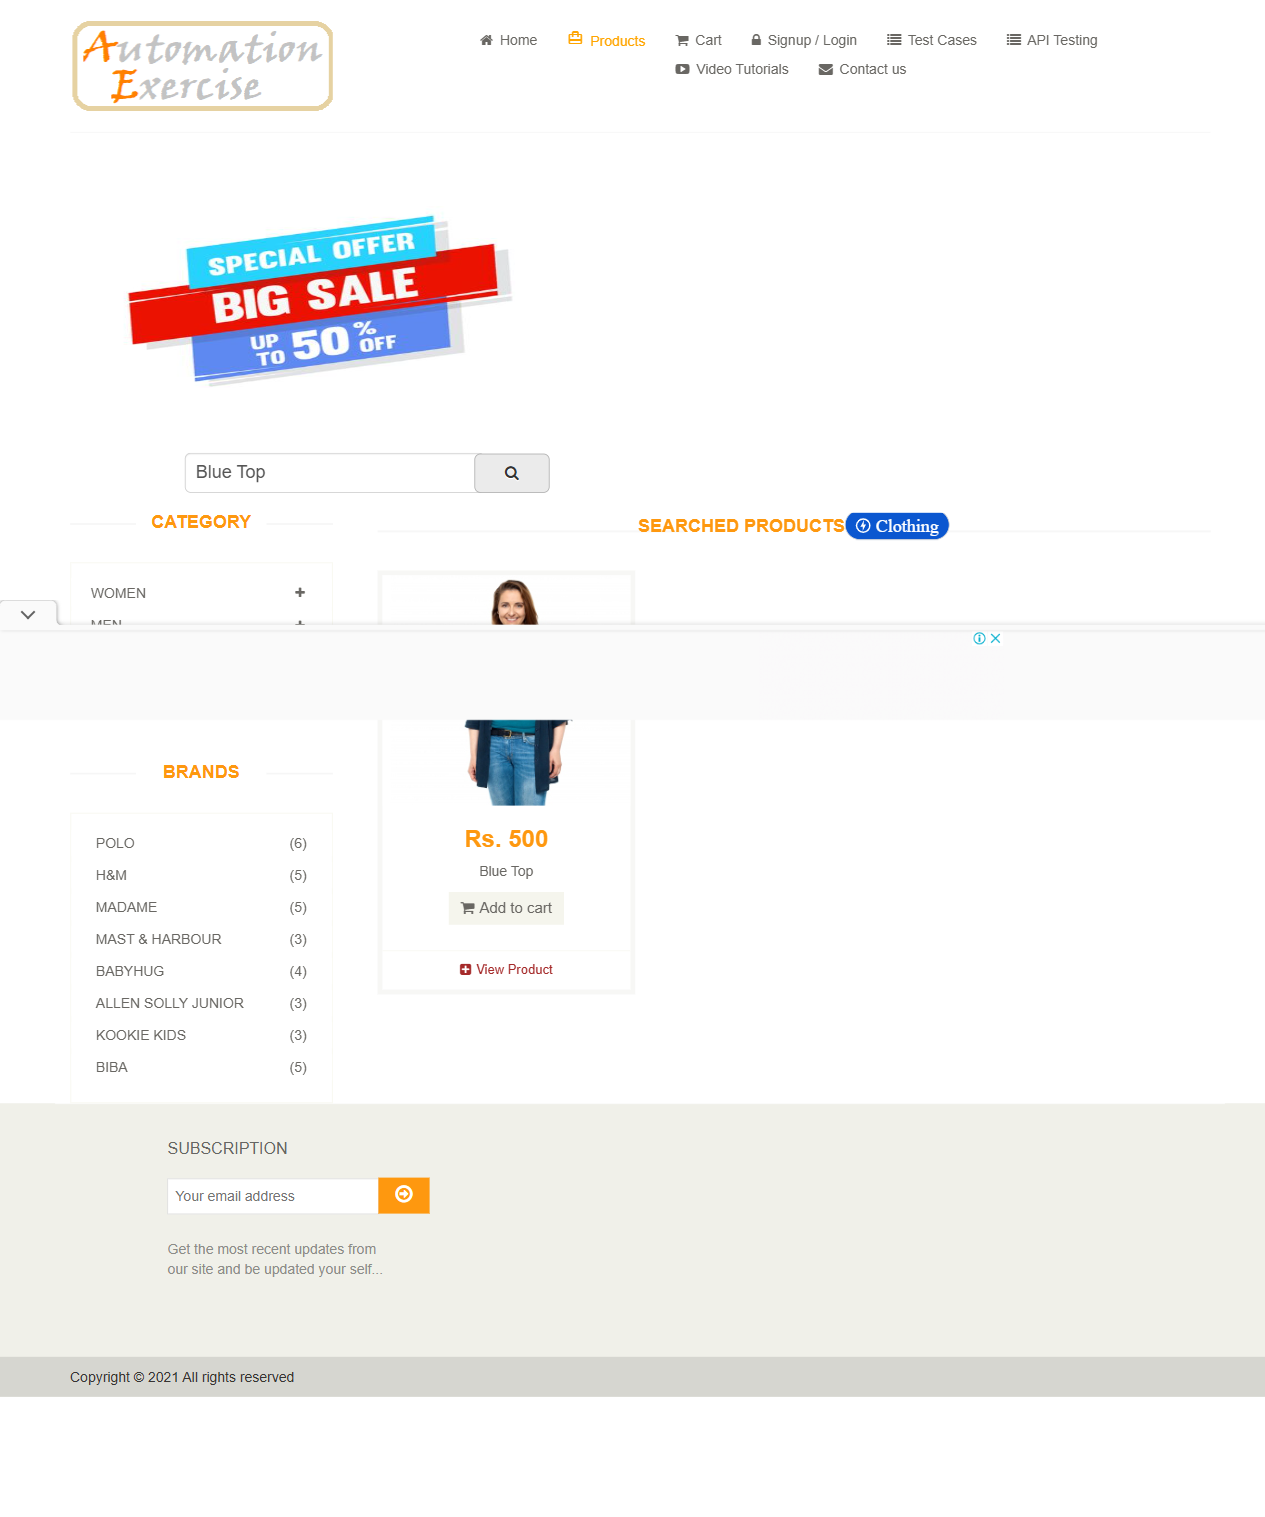 Automation
Exercise
Home
Products
Cart
Signup / Login
Test Cases
API Testing
Video Tutorials
Contact us
SPECIAL OFFER
BIG SALE
UP TO 50% OFF
Blue Top
CATEGORY
WOMEN
MEN
SEARCHED PRODUCTS
Clothing
BRANDS
POLO (6)
H&M (5)
MADAME (5)
MAST & HARBOUR (3)
BABYHUG (4)
ALLEN SOLLY JUNIOR (3)
KOOKIE KIDS (3)
BIBA (5)
Rs. 500
Blue Top
Add to cart
View Product
SUBSCRIPTION
Your email address
Get the most recent updates from
our site and be updated your self...
Copyright © 2021 All rights reserved